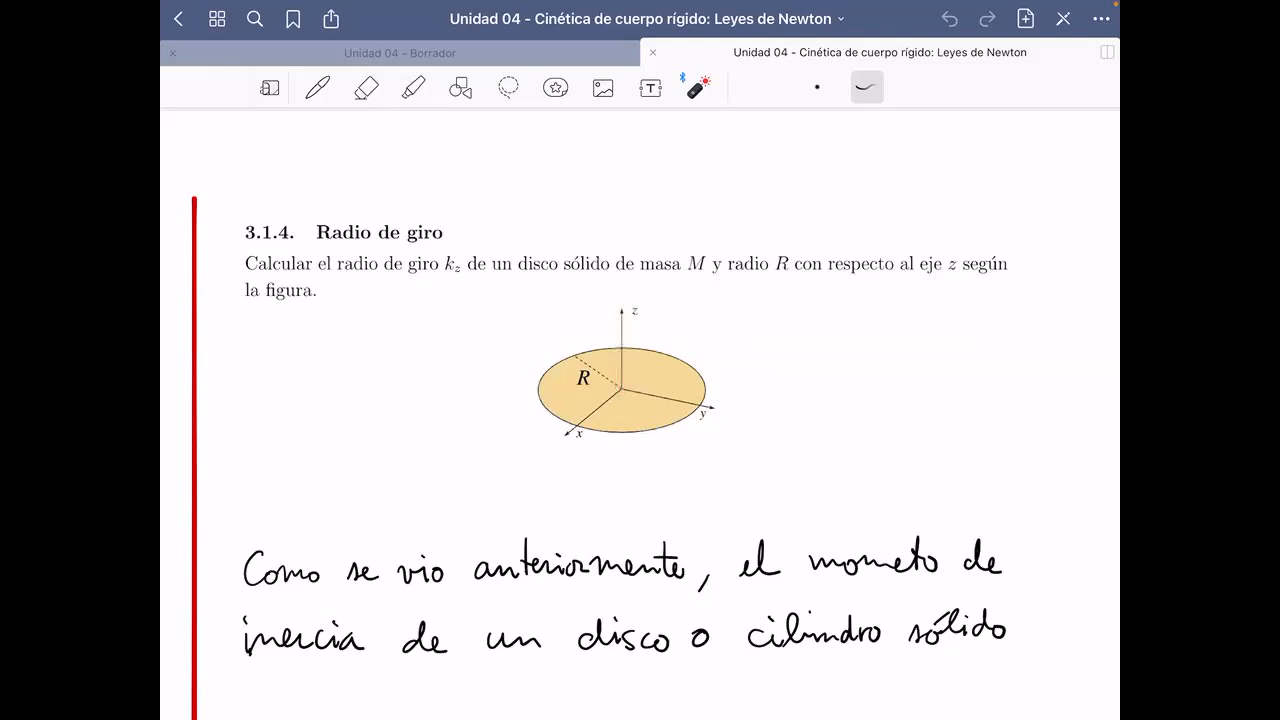 Unidad 04 - Cinética de cuerpo rígido: Leyes de Newton
Unidad 04 - Borrador
Unidad 04 - Cinética de cuerpo rígido: Leyes de Newton
T
3.1.4. Radio de giro
Calcular el radio de giro k_z de un disco sólido de masa M y radio R con respecto al eje z según
la figura.
z
R
y
x
Como se vio anteriormente, el mometo de
inercia de un disco o cilindro sólido